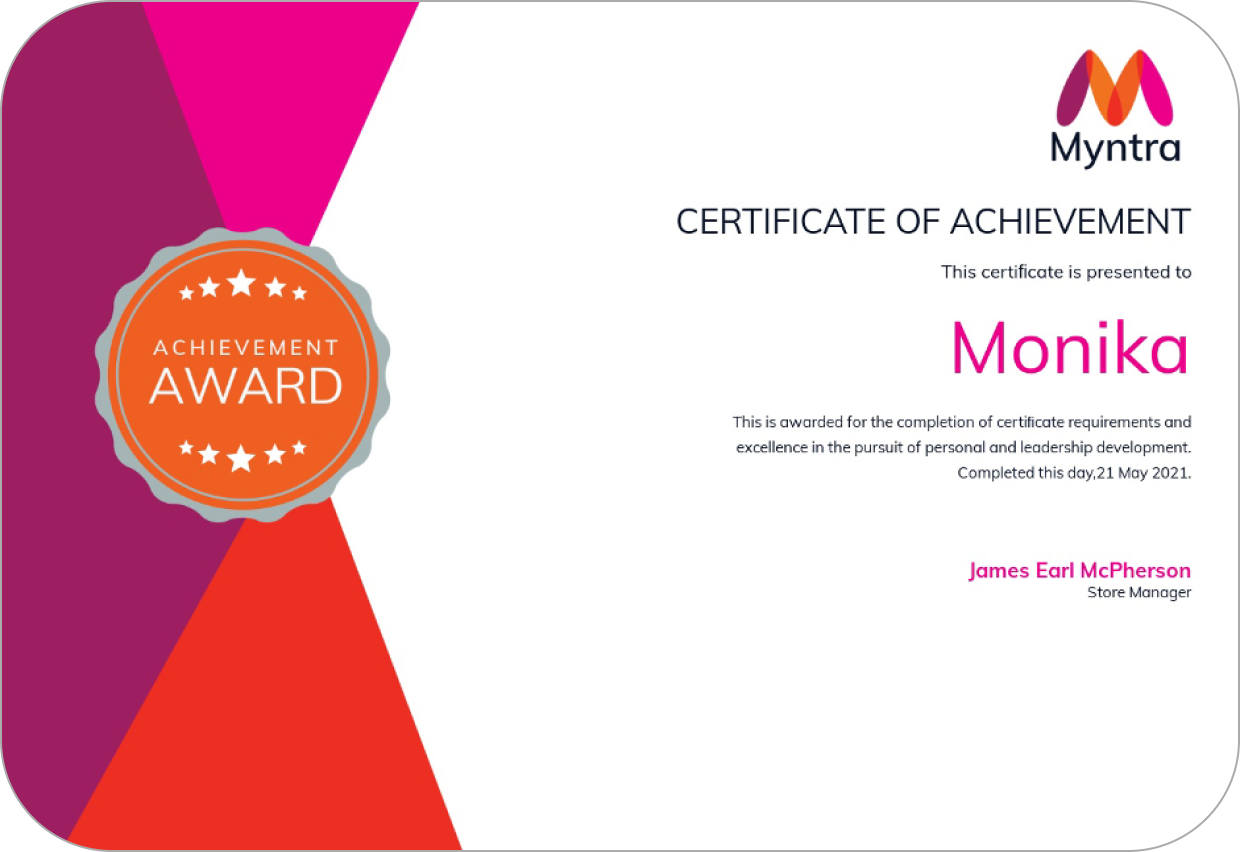 Myntra
CERTIFICATE OF ACHIEVEMENT
This certificate is presented to
Monika
This is awarded for the completion of certificate requirements and
excellence in the pursuit of personal and leadership development.
Completed this day,21 May 2021.
James Earl McPherson
Store Manager
ACHIEVEMENT
AWARD